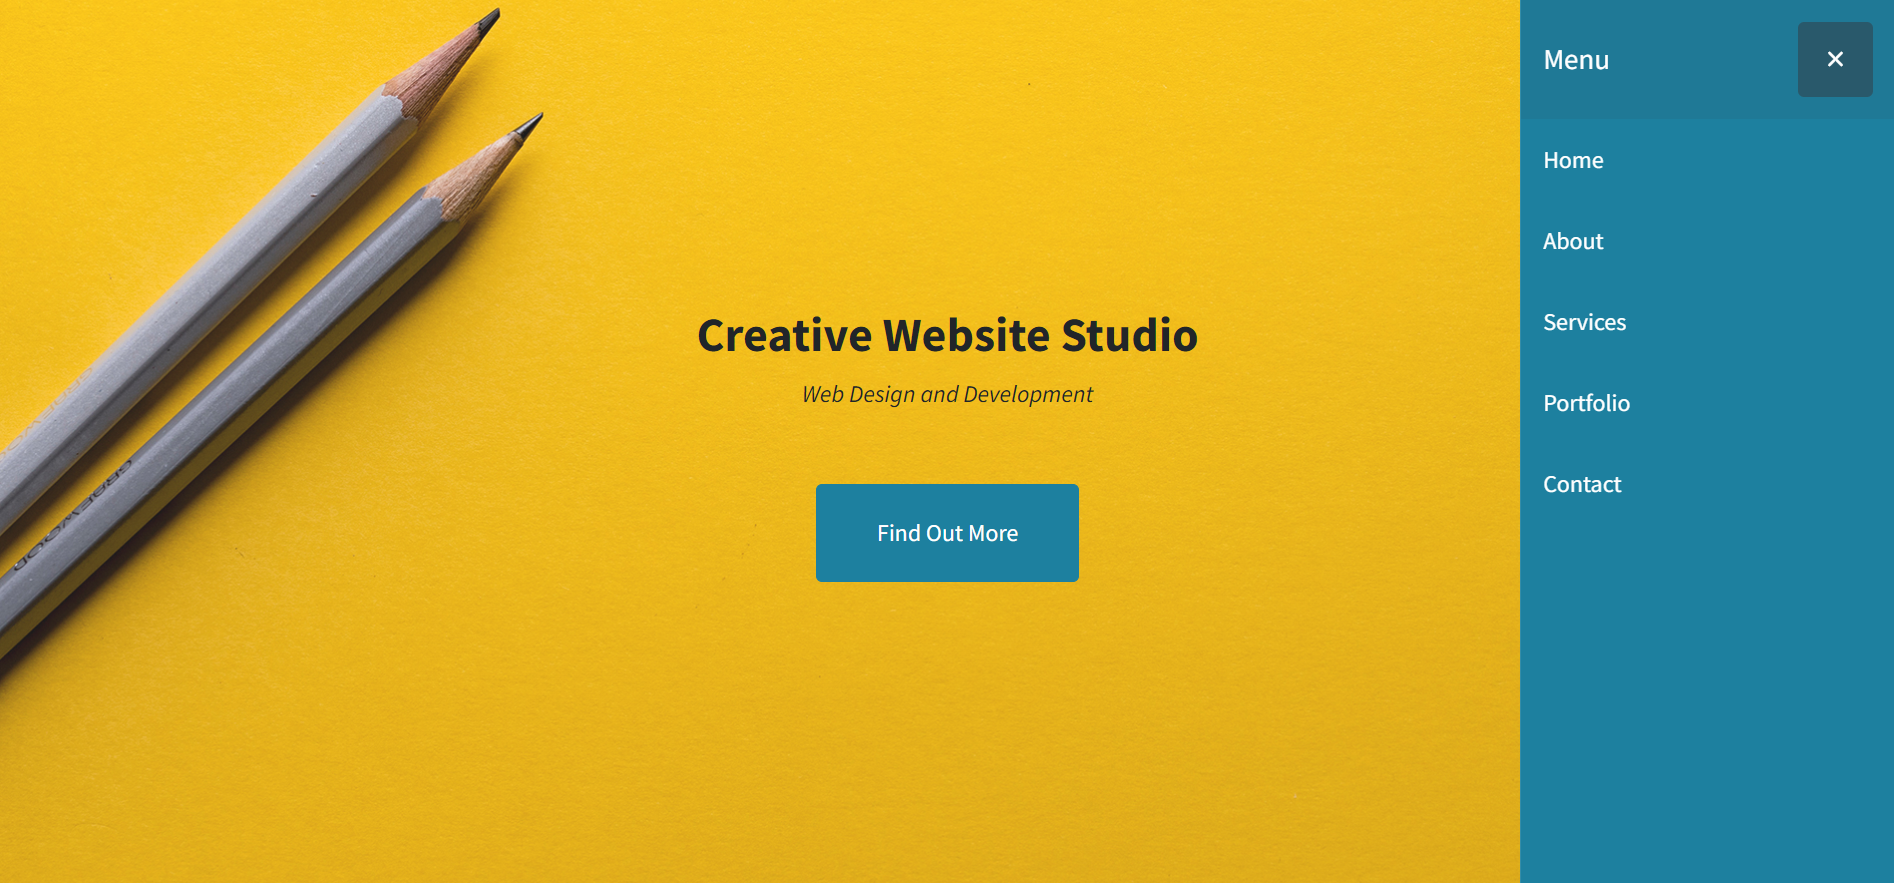 Creative Website Studio
Web Design and Development
Find Out More
Menu
Home
About
Services
Portfolio
Contact